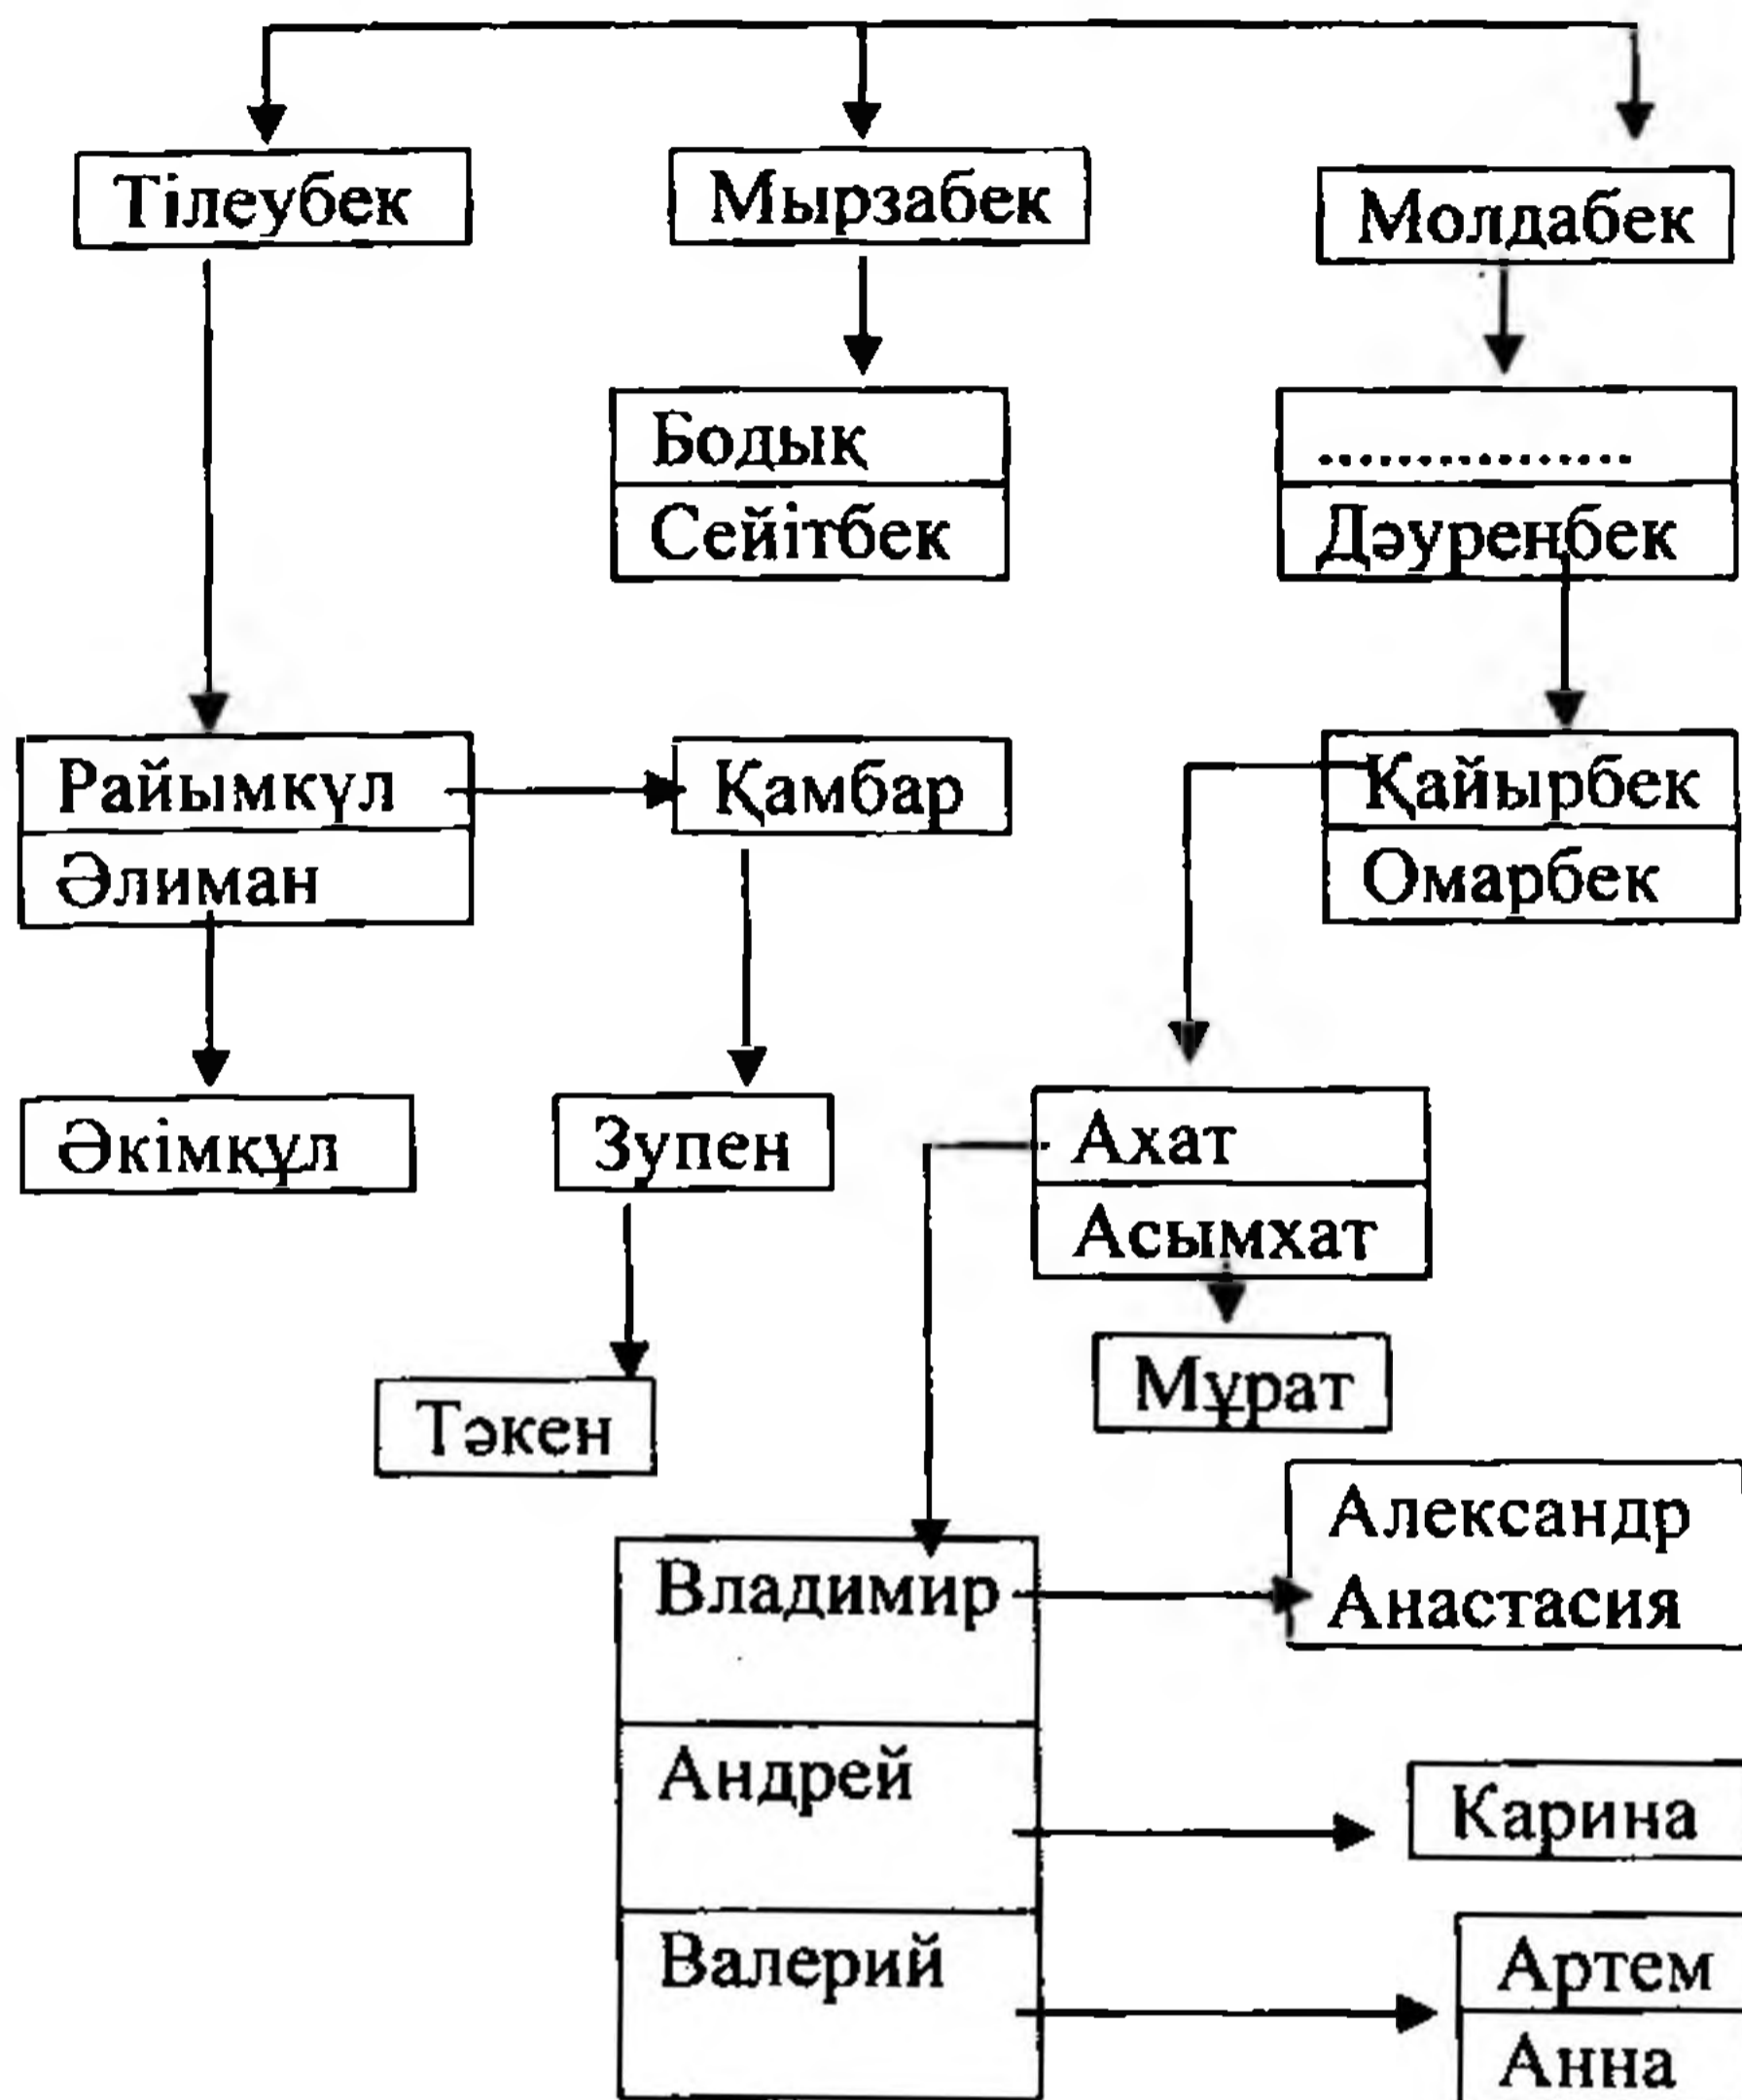 Тілеубек
Мырзабек
Молдабек
Бодық
Сейітбек
................
Дәуренбек
Райымкүл
Әлиман
Қамбар
Қайырбек
Омарбек
Әкімқұл
Зупен
Ахат
Асымхат
Мұрат
Тәкен
Александр
Анастасия
Владимир
Андрей
Карина
Валерий
Артем
Анна